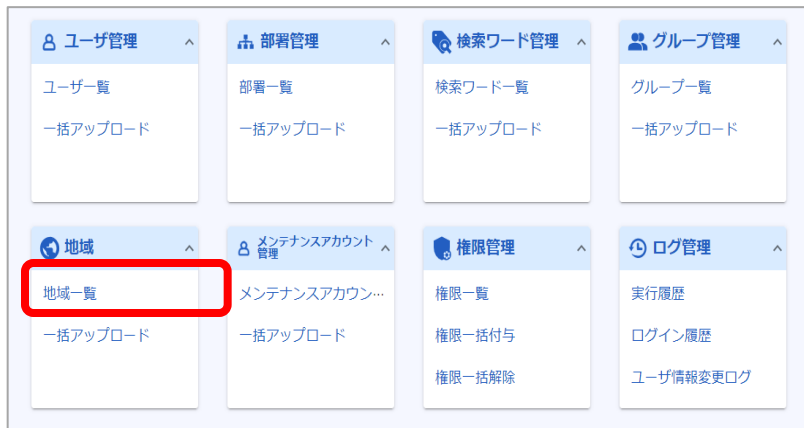 ユーザ管理
部署管理
検索ワード管理
グループ管理
ユーザー覧
部署一覧
検索ワード一覧
グループ一覧
一括アップロード
一括アップロード
一括アップロード
一括アップロード
地域
メンテナンスアカウント
管理
権限管理
ログ管理
地域一覧
メンテナンスアカウン…
権限一覧
実行履歴
一括アップロード
一括アップロード
権限一括付与
ログイン履歴
権限一括解除
ユーザ情報変更ログ